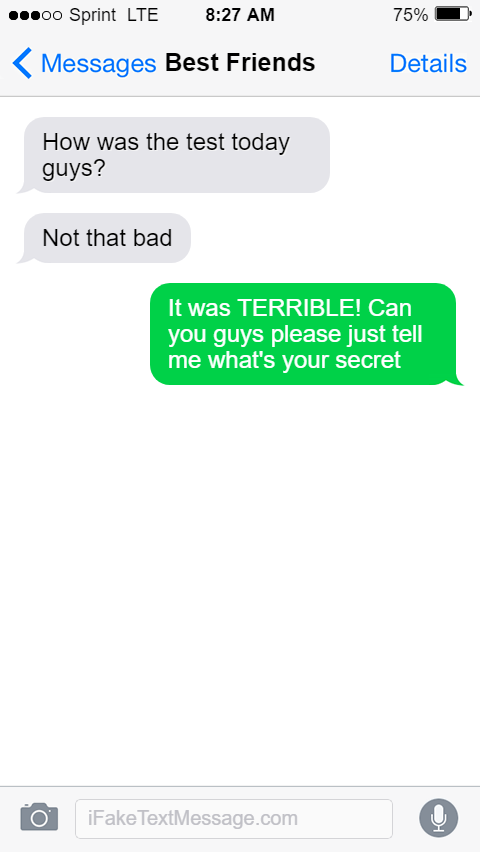 Sprint LTE 8:27 AM 75%
Messages Best Friends Details
How was the test today
guys?
Not that bad
It was TERRIBLE! Can
you guys please just tell
me what's your secret
iFakeTextMessage.com